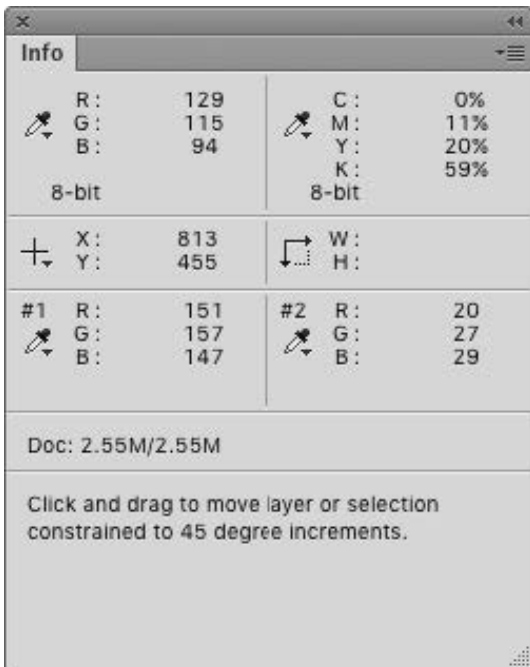 Info
R: 129
G: 115
B: 94
8-bit
C: 0%
M: 11%
Y: 20%
K: 59%
8-bit
X: 813
Y: 455
W:
H:
#1 R: 151
G: 157
B: 147
#2 R: 20
G: 27
B: 29
Doc: 2.55M/2.55M
Click and drag to move layer or selection
constrained to 45 degree increments.